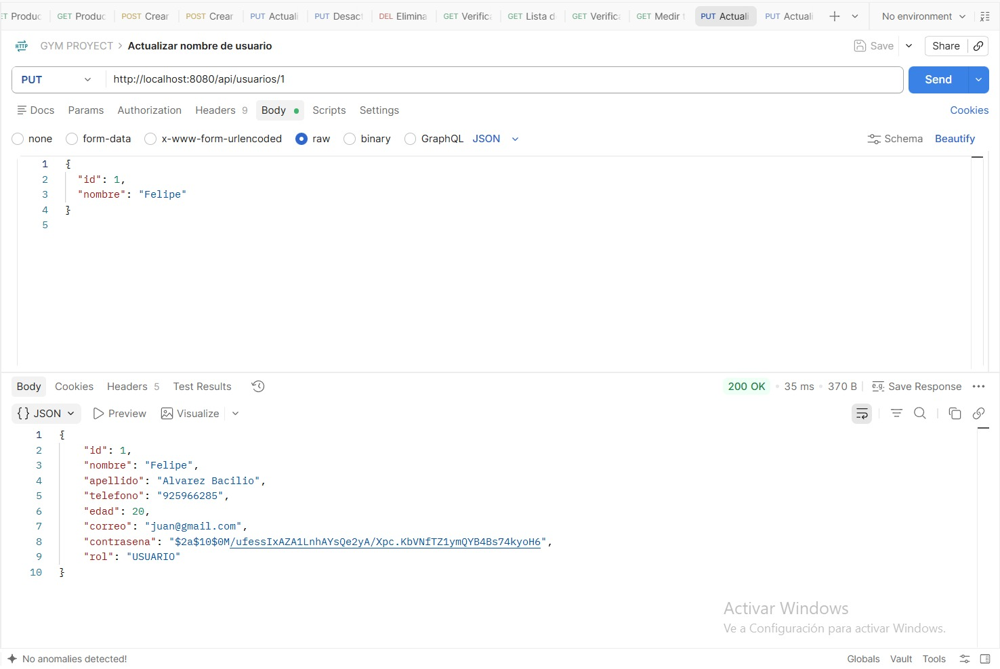 ET Produc GET Produc POST Crear POST Crear PUT Actuali PUT Desact DEL Elimina GET Verifica GET Lista d GET Verifica GET Medir t PUT Actuali PUT Actuali No environment
HTTP GYM PROYECT > Actualizar nombre de usuario Save Share
PUT http://localhost:8080/api/usuarios/1 Send
Docs Params Authorization Headers 9 Body Scripts Settings Cookies
none form-data x-www-form-urlencoded raw binary GraphQL JSON Schema Beautify
1 {
2 "id": 1,
3 "nombre": "Felipe"
4 }
5
Body Cookies Headers 5 Test Results 200 OK 35 ms 370 B e.g. Save Response
{} JSON Preview Visualize
1 {
2 "id": 1,
3 "nombre": "Felipe",
4 "apellido": "Alvarez Bacilio",
5 "telefono": "925966285",
6 "edad": 20,
7 "correo": "juan@gmail.com",
8 "contrasena": "$2a$10$0M/ufessIxAZA1LnhAYsQe2yA/Xpc.KbVNfTZ1ymQYB4Bs74kyoH6",
9 "rol": "USUARIO"
10 }
Activar Windows
Ve a Configuración para activar Windows.
No anomalies detected! Globals Vault Tools